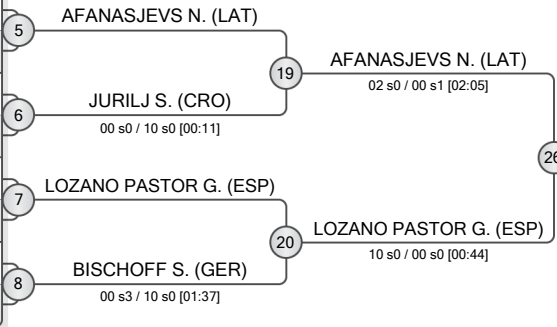 AFANASJEVS N. (LAT)
5
19
AFANASJEVS N. (LAT)
02 s0 / 00 s1 [02:05]
JURILJ S. (CRO)
6
00 s0 / 10 s0 [00:11]
26
LOZANO PASTOR G. (ESP)
7
20
LOZANO PASTOR G. (ESP)
10 s0 / 00 s0 [00:44]
BISCHOFF S. (GER)
8
00 s3 / 10 s0 [01:37]